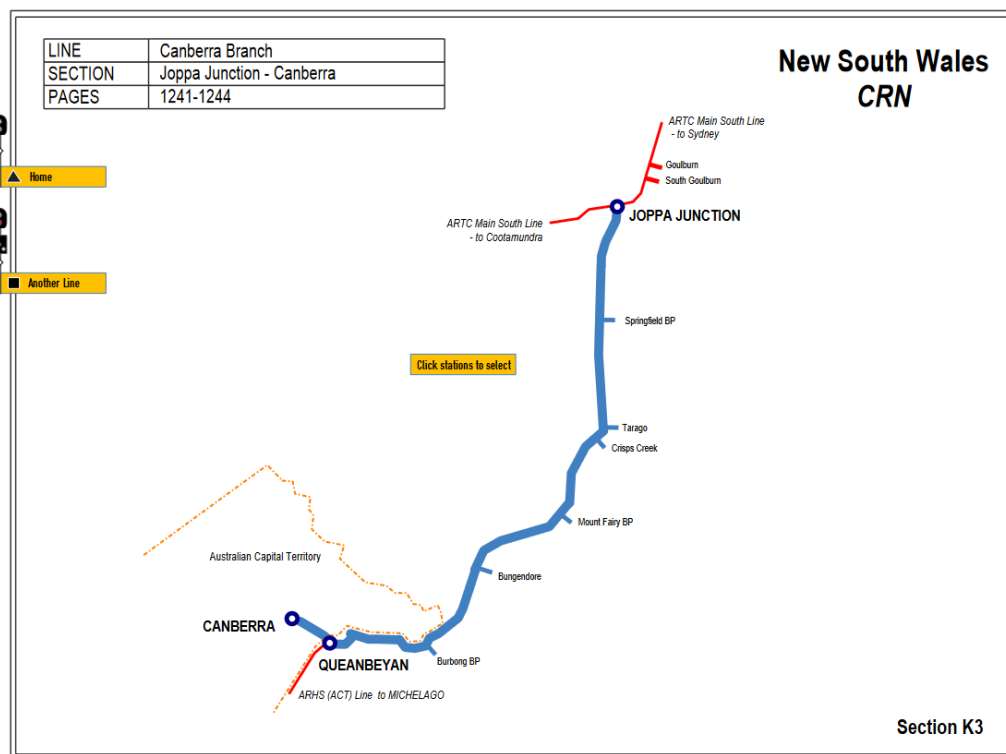 LINE Canberra Branch
SECTION Joppa Junction - Canberra
PAGES 1241-1244
New South Wales
CRN
ARTC Main South Line
- to Sydney
Home
Goulburn
South Goulburn
JOPPA JUNCTION
ARTC Main South Line
- to Cootamundra
Another Line
Springfield BP
Click stations to select
Tarago
Crisps Creek
Mount Fairy BP
Australian Capital Territory
Bungendore
CANBERRA
QUEANBEYAN
Burbong BP
ARHS (ACT) Line to MICHELAGO
Section K3